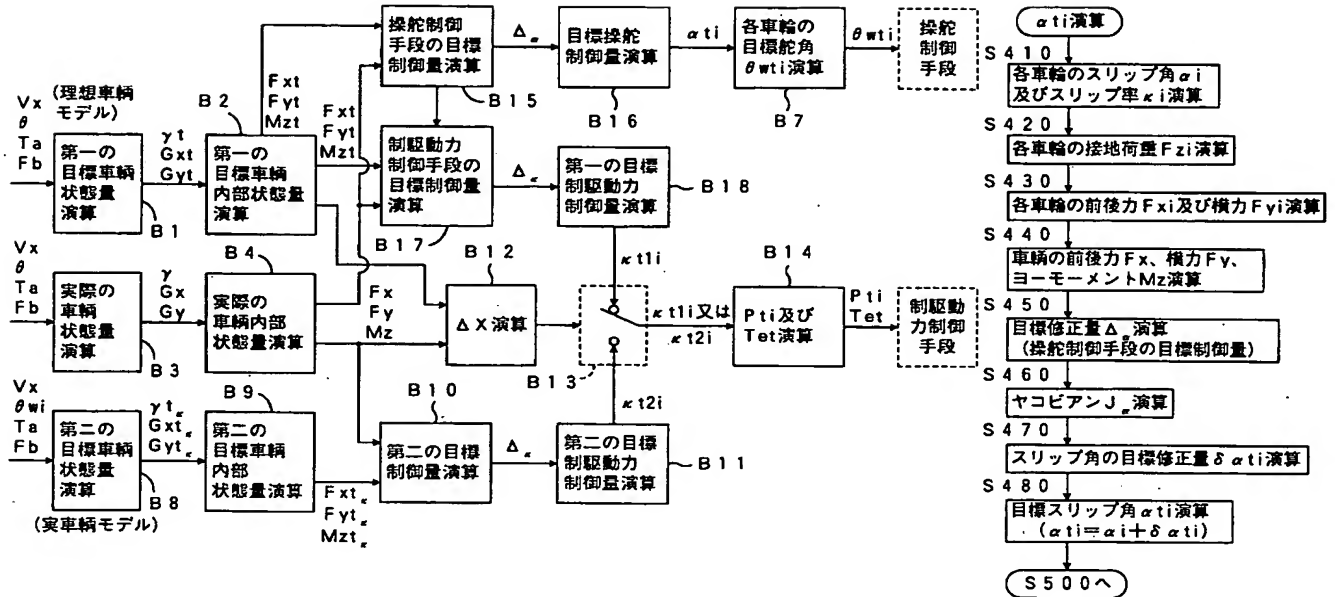 Vx
θ
Ta
Fb
(理想車輌
モデル)
第一の
目標車輌
状態量
演算
B1
γt
Gxt
Gyt
B2
第一の
目標車輌
内部状態量
演算
Fxt
Fyt
Mzt
Fxt
Fyt
Mzt
操舵制御
手段の目標
制御量演算
B15
Δα
目標操舵
制御量演算
B16
αti
各車輪の
目標舵角
θwti演算
B7
θwti
操舵
制御
手段
制駆動力
制御手段の
目標制御量
演算
B17
Δκ
第一の目標
制駆動力
制御量演算
B18
κt1i
Vx
θ
Ta
Fb
実際の
車輌
状態量
演算
B3
γ
Gx
Gy
B4
実際の
車輌内部
状態量演算
Fx
Fy
Mz
B12
ΔX演算
B13
κt1i又は
κt2i
B14
Pti及び
Tet演算
Pti
Tet
制駆動
力制御
手段
Vx
θwi
Ta
Fb
第二の
目標車輌
状態量
演算
B8
(実車輌モデル)
γtκ
Gxtκ
Gytκ
B9
第二の
目標車輌
内部
状態量演算
Fxtκ
Fytκ
Mztκ
B10
第二の目標
制御量演算
Δκ
κt2i
第二の目標
制駆動力
制御量演算
B11
αti演算
S410
各車輪のスリップ角αi
及びスリップ率κi演算
S420
各車輪の接地荷重Fzi演算
S430
各車輪の前後力Fxi及び横力Fyi演算
S440
車輌の前後力Fx、横力Fy、
ヨーモーメントMz演算
S450
目標修正量Δα演算
(操舵制御手段の目標制御量)
S460
ヤコビアンJα演算
S470
スリップ角の目標修正量δαti演算
S480
目標スリップ角αti演算
(αti=αi+δαti)
S500へ